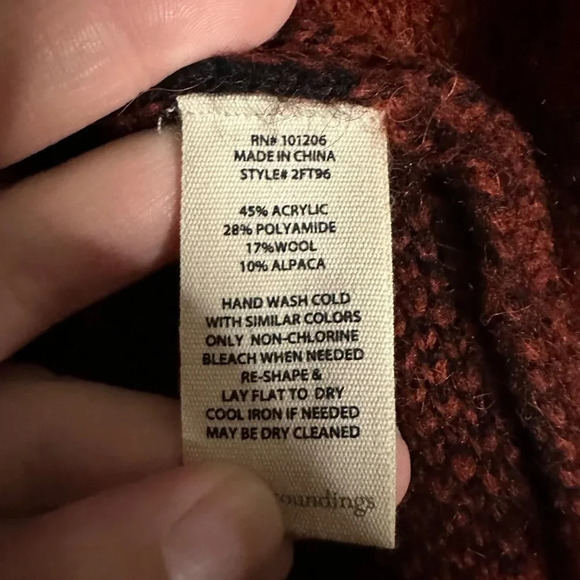 RN# 101206
MADE IN CHINA
STYLE# 2FT96
45% ACRYLIC
28% POLYAMIDE
17%WOOL
10% ALPACA
HAND WASH COLD
WITH SIMILAR COLORS
ONLY NON-CHLORINE
BLEACH WHEN NEEDED
RE-SHAPE &
LAY FLAT TO DRY
COOL IRON IF NEEDED
MAY BE DRY CLEANED